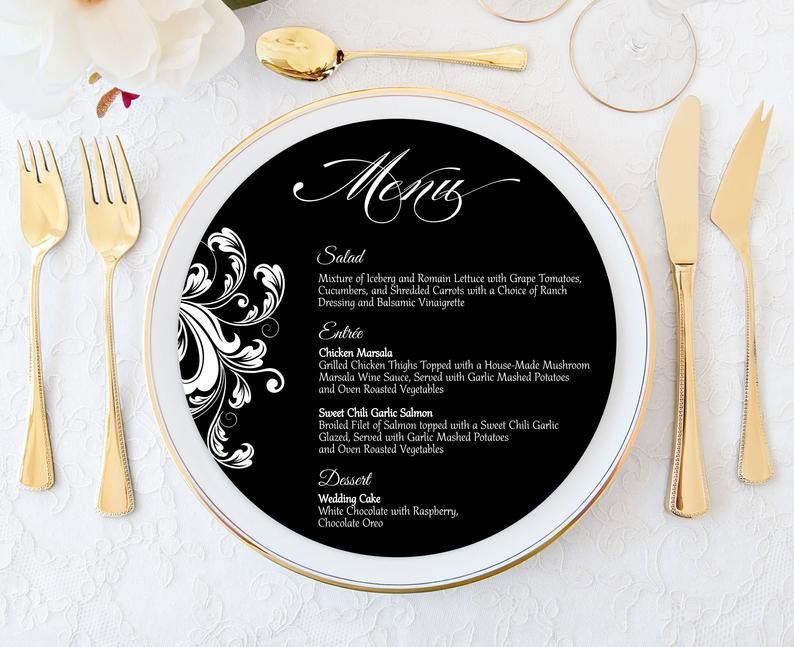 Menu
Salad
Mixture of Iceberg and Romain Lettuce with Grape Tomatoes,
Cucumbers, and Shredded Carrots with a Choice of Ranch
Dressing and Balsamic Vinaigrette
Entrée
Chicken Marsala
Grilled Chicken Thighs Topped with a House-Made Mushroom
Marsala Wine Sauce, Served with Garlic Mashed Potatoes
and Oven Roasted Vegetables
Sweet Chili Garlic Salmon
Broiled Filet of Salmon topped with a Sweet Chili Garlic
Glazed, Served with Garlic Mashed Potatoes
and Oven Roasted Vegetables
Dessert
Wedding Cake
White Chocolate with Raspberry,
Chocolate Oreo